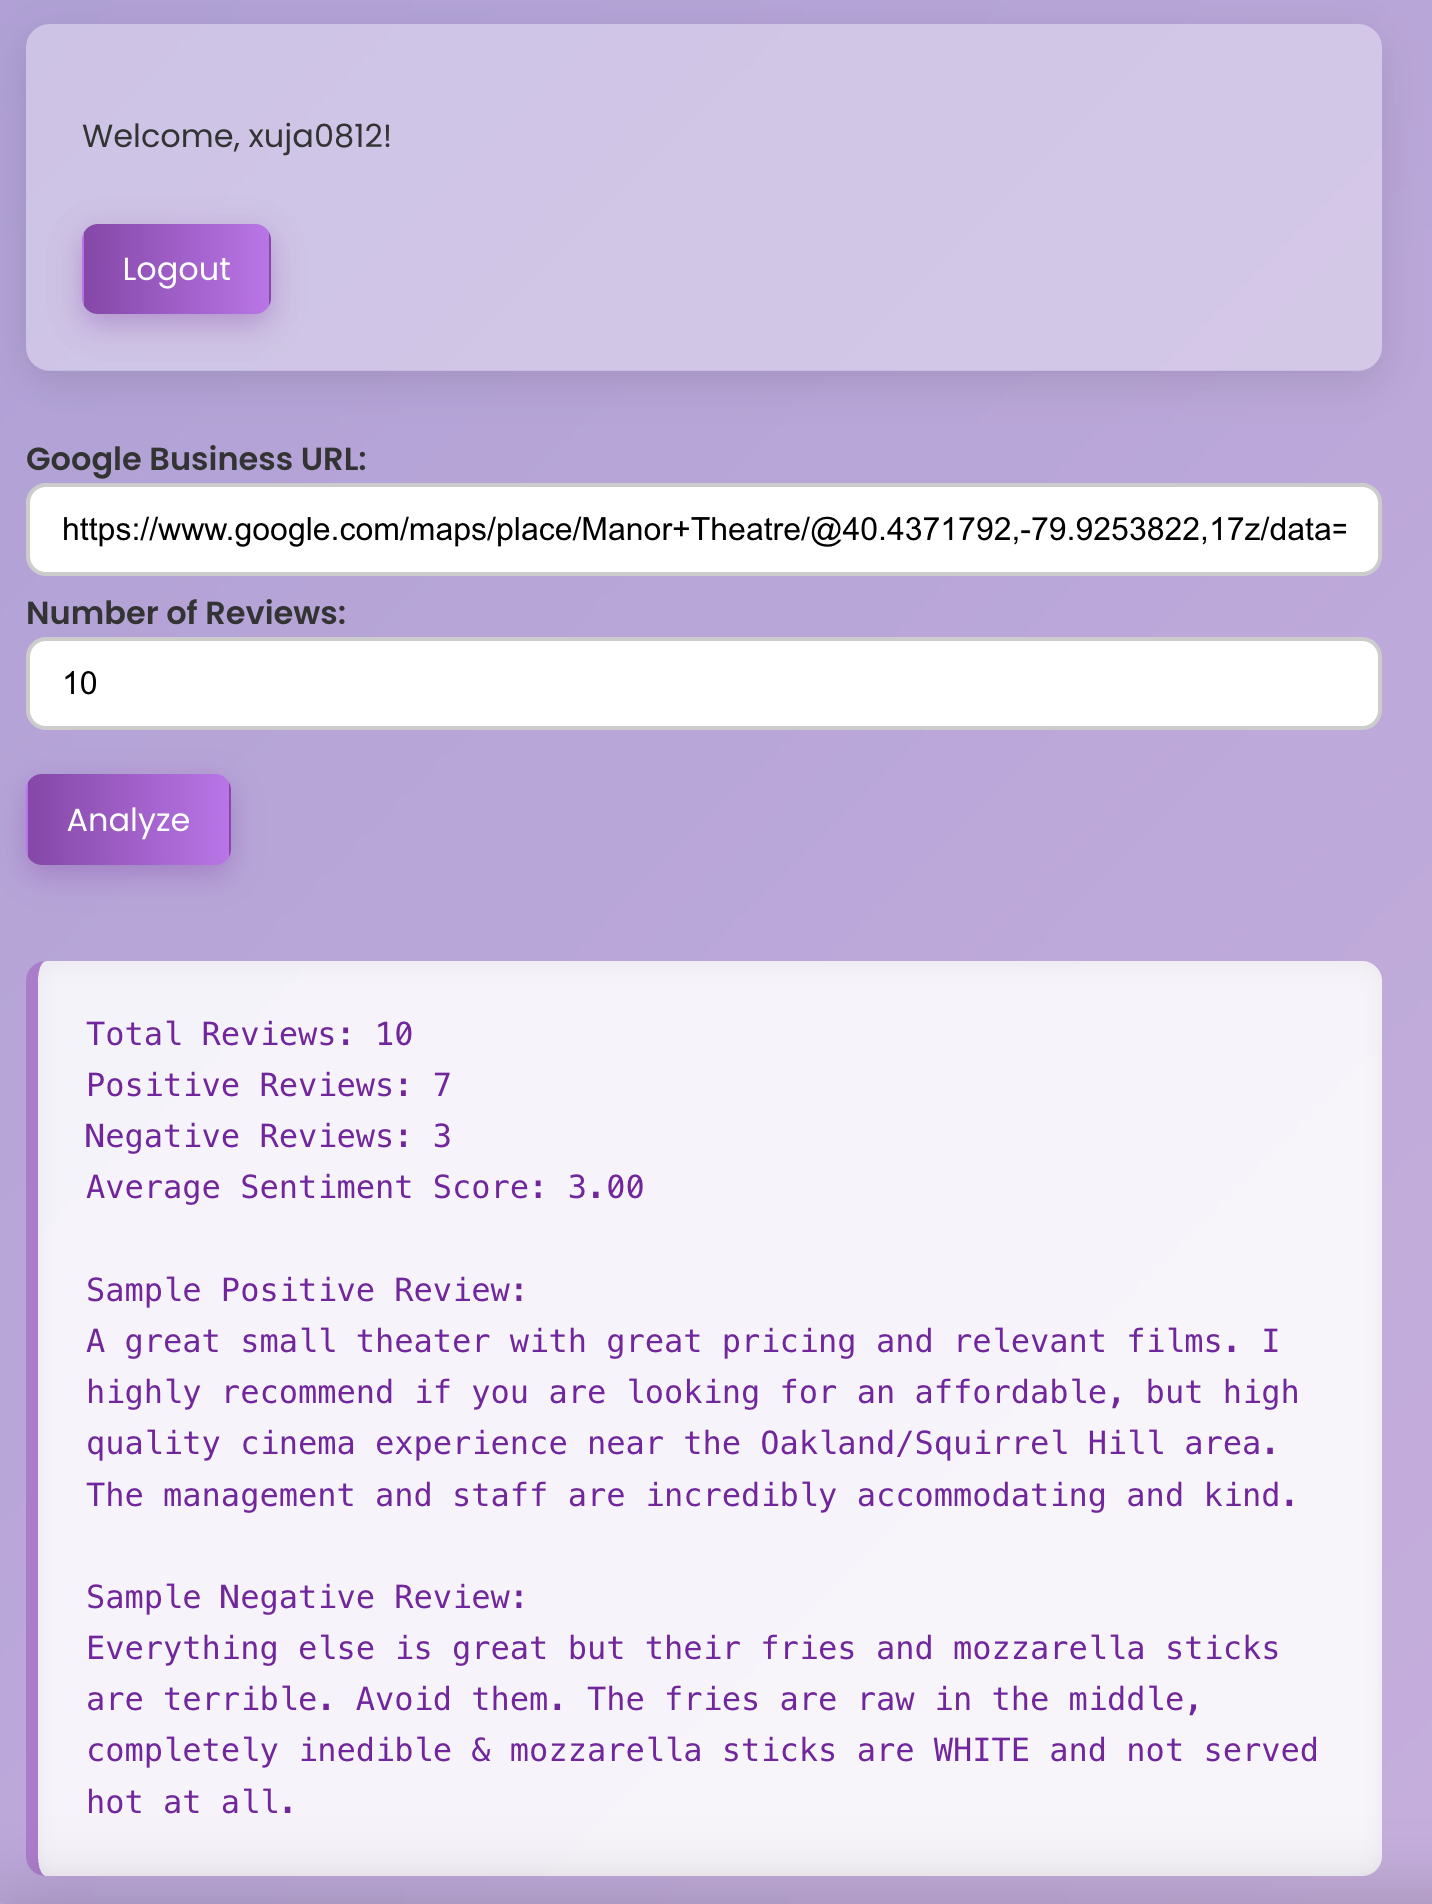 Welcome, xuja0812!
Logout
Google Business URL:
https://www.google.com/maps/place/Manor+Theatre/@40.4371792,-79.9253822,17z/data=
Number of Reviews:
10
Analyze
Total Reviews: 10
Positive Reviews: 7
Negative Reviews: 3
Average Sentiment Score: 3.00
Sample Positive Review:
A great small theater with great pricing and relevant films. I
highly recommend if you are looking for an affordable, but high
quality cinema experience near the Oakland/Squirrel Hill area.
The management and staff are incredibly accommodating and kind.
Sample Negative Review:
Everything else is great but their fries and mozzarella sticks
are terrible. Avoid them. The fries are raw in the middle,
completely inedible & mozzarella sticks are WHITE and not served
hot at all.